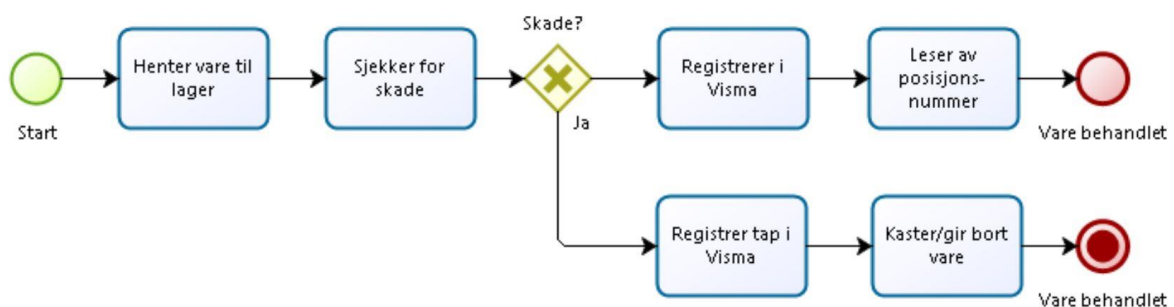 Skade?
Start
Henter vare til
lager
Sjekker for
skade
Ja
Registrerer i
Visma
Leser av
posisjons-
nummer
Vare behandlet
Registrer tap i
Visma
Kaster/gir bort
vare
Vare behandlet